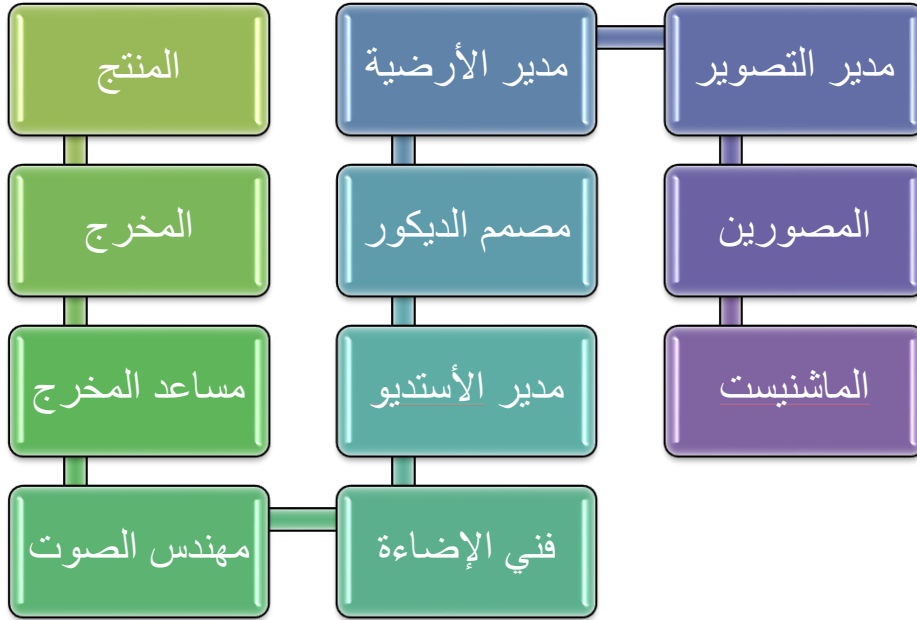 المنتج
المخرج
مساعد المخرج
مهندس الصوت
فني الإضاءة
مدير الأستديو
مصمم الديكور
مدير الأرضية
مدير التصوير
المصورين
الماشنيست